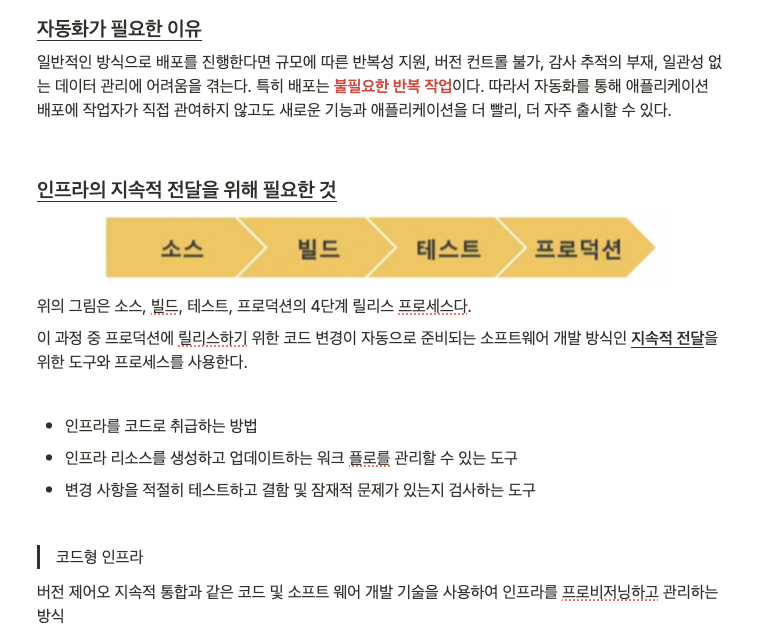 자동화가 필요한 이유
일반적인 방식으로 배포를 진행한다면 규모에 따른 반복성 지원, 버전 컨트롤 불가, 감사 추적의 부재, 일관성 없
는 데이터 관리에 어려움을 겪는다. 특히 배포는 불필요한 반복 작업이다. 따라서 자동화를 통해 애플리케이션
배포에 작업자가 직접 관여하지 않고도 새로운 기능과 애플리케이션을 더 빨리, 더 자주 출시할 수 있다.
인프라의 지속적 전달을 위해 필요한 것
소스 빌드 테스트 프로덕션
위의 그림은 소스, 빌드, 테스트, 프로덕션의 4단계 릴리스 프로세스다.
이 과정 중 프로덕션에 릴리스하기 위한 코드 변경이 자동으로 준비되는 소프트웨어 개발 방식인 지속적 전달을
위한 도구와 프로세스를 사용한다.
• 인프라를 코드로 취급하는 방법
• 인프라 리소스를 생성하고 업데이트하는 워크 플로를 관리할 수 있는 도구
• 변경 사항을 적절히 테스트하고 결함 및 잠재적 문제가 있는지 검사하는 도구
코드형 인프라
버전 제어오 지속적 통합과 같은 코드 및 소프트 웨어 개발 기술을 사용하여 인프라를 프로비저닝하고 관리하는
방식